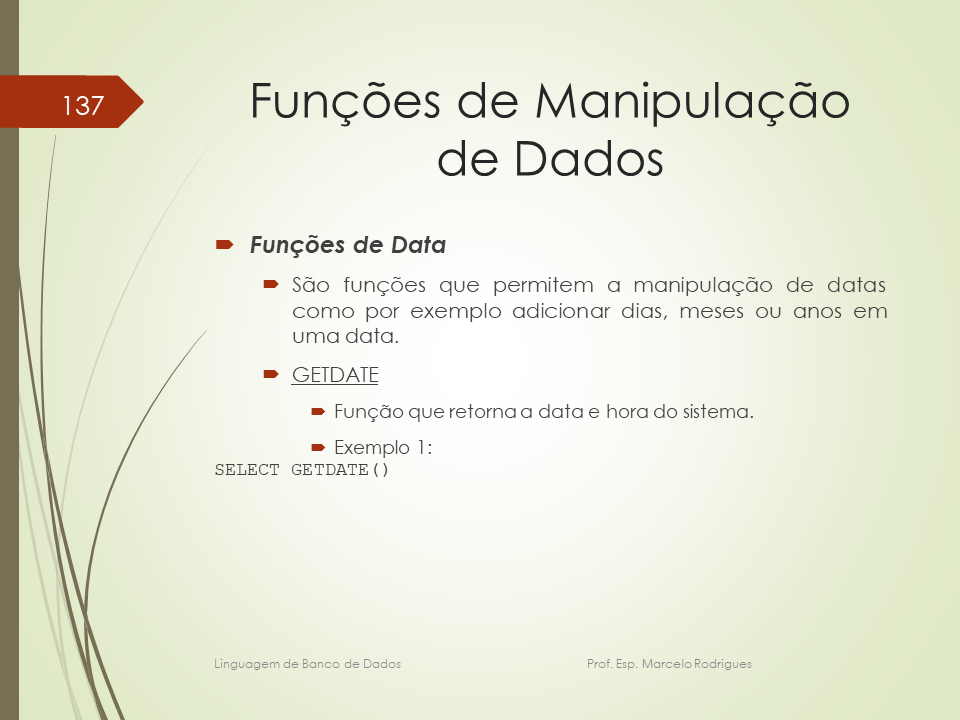 137
Funções de Manipulação
de Dados
Funções de Data
São funções que permitem a manipulação de datas
como por exemplo adicionar dias, meses ou anos em
uma data.
GETDATE
Função que retorna a data e hora do sistema.
Exemplo 1:
SELECT GETDATE()
Linguagem de Banco de Dados Prof. Esp. Marcelo Rodrigues